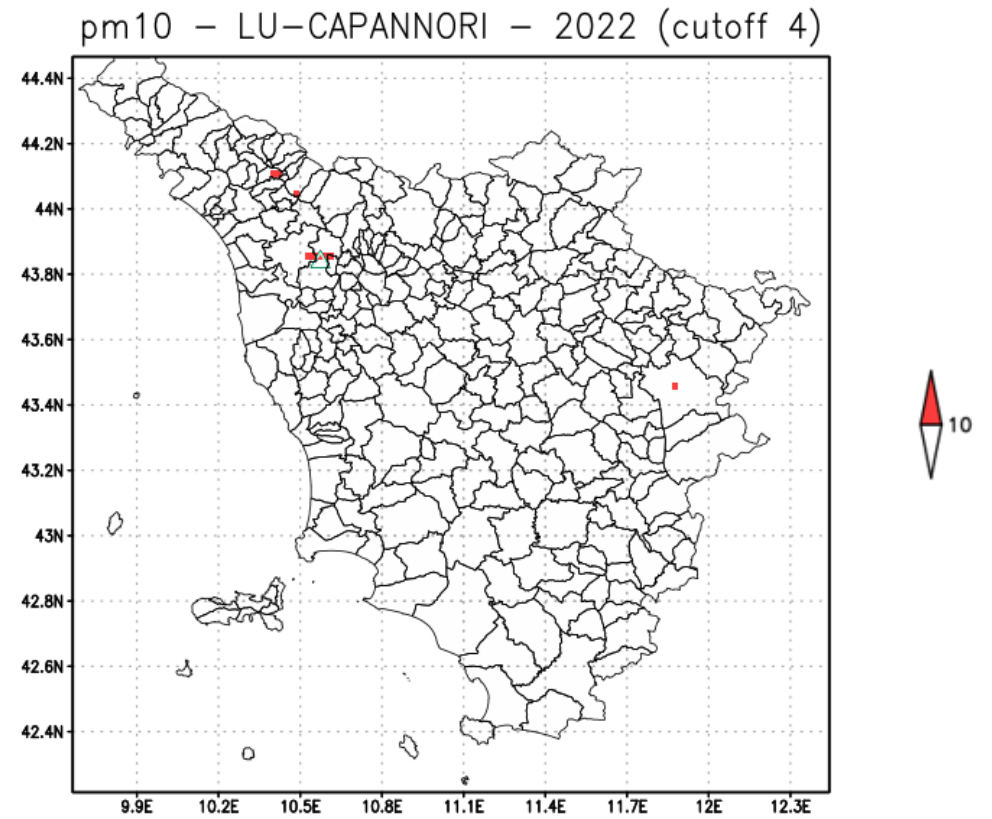 pm10 – LU–CAPANNORI – 2022 (cutoff 4)
44.4N
44.2N
44N
43.8N
43.6N
43.4N
43.2N
43N
42.8N
42.6N
42.4N
10
9.9E 10.2E 10.5E 10.8E 11.1E 11.4E 11.7E 12E 12.3E